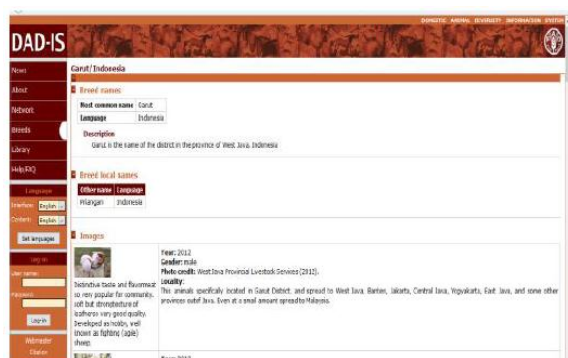 DOMESTIC ANIMAL DIVERSITY INFORMATION SYSTEM
DAD-IS
News
About
Network
Breeds
Library
Help/FAQ
Language
Interface: English
Content: English
Set languages
Log in
User name:
Password:
Log-in
Webmaster
Citation
Garut/Indonesia
Breed names
Most common name Garut
Language Indonesia
Description
Garut is the name of the district in the province of West Java, Indonesia
Breed local names
Other name Language
Priangan Indonesia
Images
Year: 2012
Gender: male
Photo credit: West Java Provincial Livestock Services (2012).
Locality:
This animals specifically located in Garut District, and spread to West Java, Banten, Jakarta, Central Java, Yogyakarta, East Java, and some other
provinces outof Java. Even at a small amount spread to Malaysia.
Distinctive taste and flavormeat
so very popular for community.
soft but strongtexture of
leatherox very good quality.
Developed as hobby, well
known as fighting (agile)
sheep.
Year: 2012